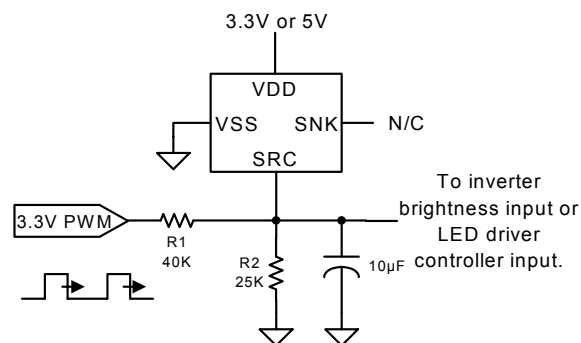 3.3V or 5V
VDD
VSS
SNK
N/C
SRC
3.3V PWM
R1
40K
R2
25K
10µF
To inverter
brightness input or
LED driver
controller input.